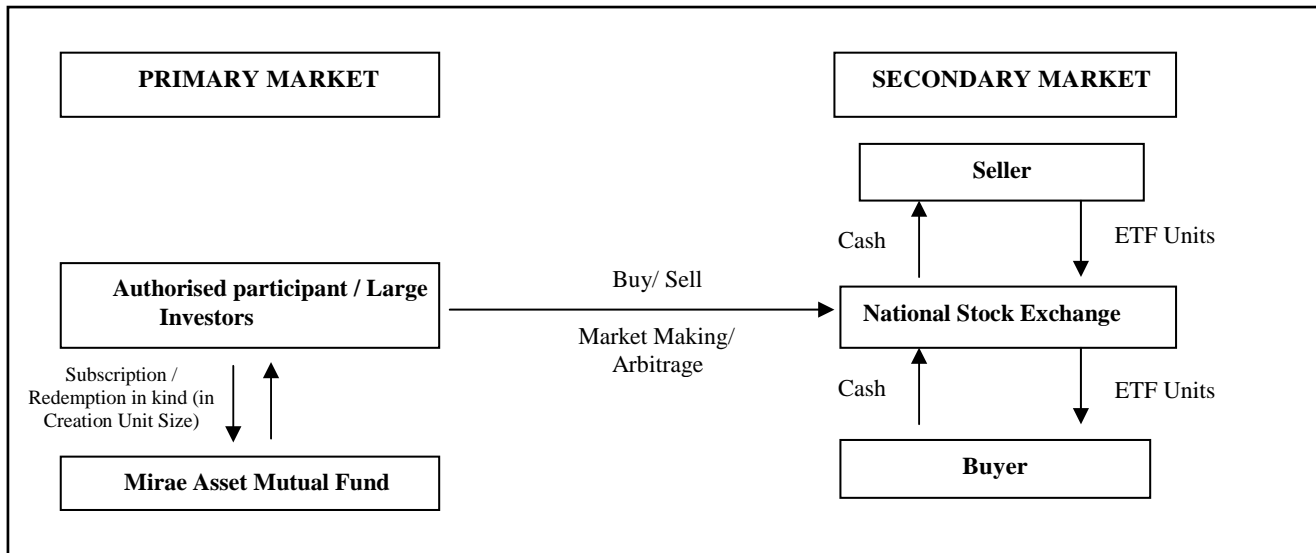 PRIMARY MARKET
SECONDARY MARKET
Seller
Cash
ETF Units
Authorised participant / Large
Investors
Buy/ Sell
Market Making/
Arbitrage
National Stock Exchange
Subscription /
Redemption in kind (in
Creation Unit Size)
Cash
ETF Units
Mirae Asset Mutual Fund
Buyer